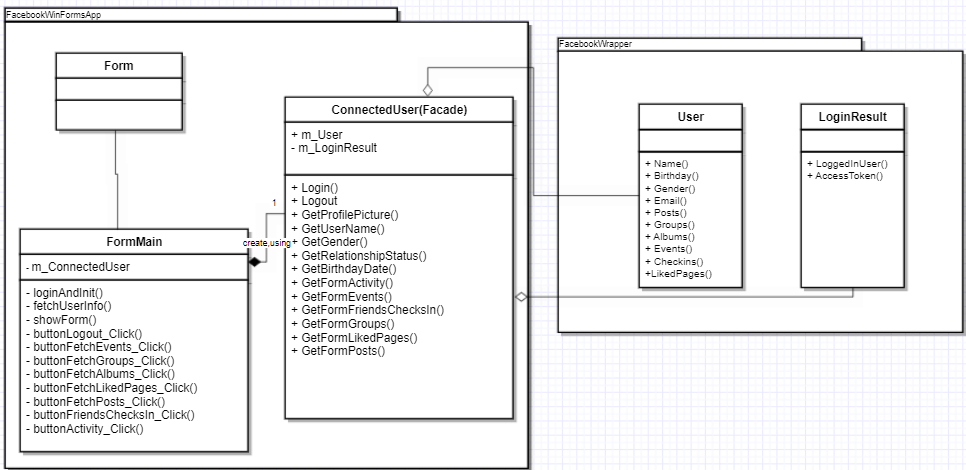 FacebookWinFormsApp
Form
ConnectedUser(Facade)
+ m_User
- m_LoginResult
+ Login()
+ Logout
+ GetProfilePicture()
+ GetUserName()
+ GetGender()
+ GetRelationshipStatus()
+ GetBirthdayDate()
+ GetFormActivity()
+ GetFormEvents()
+ GetFormFriendsChecksIn()
+ GetFormGroups()
+ GetFormLikedPages()
+ GetFormPosts()
1
create,using
FormMain
- m_ConnectedUser
- loginAndInit()
- fetchUserInfo()
- showForm()
- buttonLogout_Click()
- buttonFetchEvents_Click()
- buttonFetchGroups_Click()
- buttonFetchAlbums_Click()
- buttonFetchLikedPages_Click()
- buttonFetchPosts_Click()
- buttonFriendsChecksIn_Click()
- buttonActivity_Click()
FacebookWrapper
User
+ Name()
+ Birthday()
+ Gender()
+ Email()
+ Posts()
+ Groups()
+ Albums()
+ Events()
+ Checkins()
+LikedPages()
LoginResult
+ LoggedInUser()
+ AccessToken()